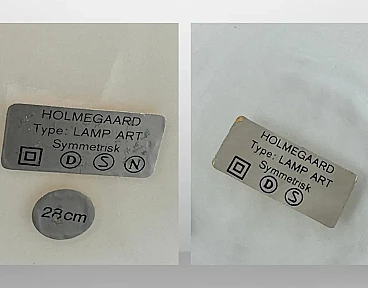 HOLMEGAARD
Type: LAMP ART
Symmetrisk
D S N
28cm
HOLMEGAARD
Type: LAMP ART
Symmetrisk
D S